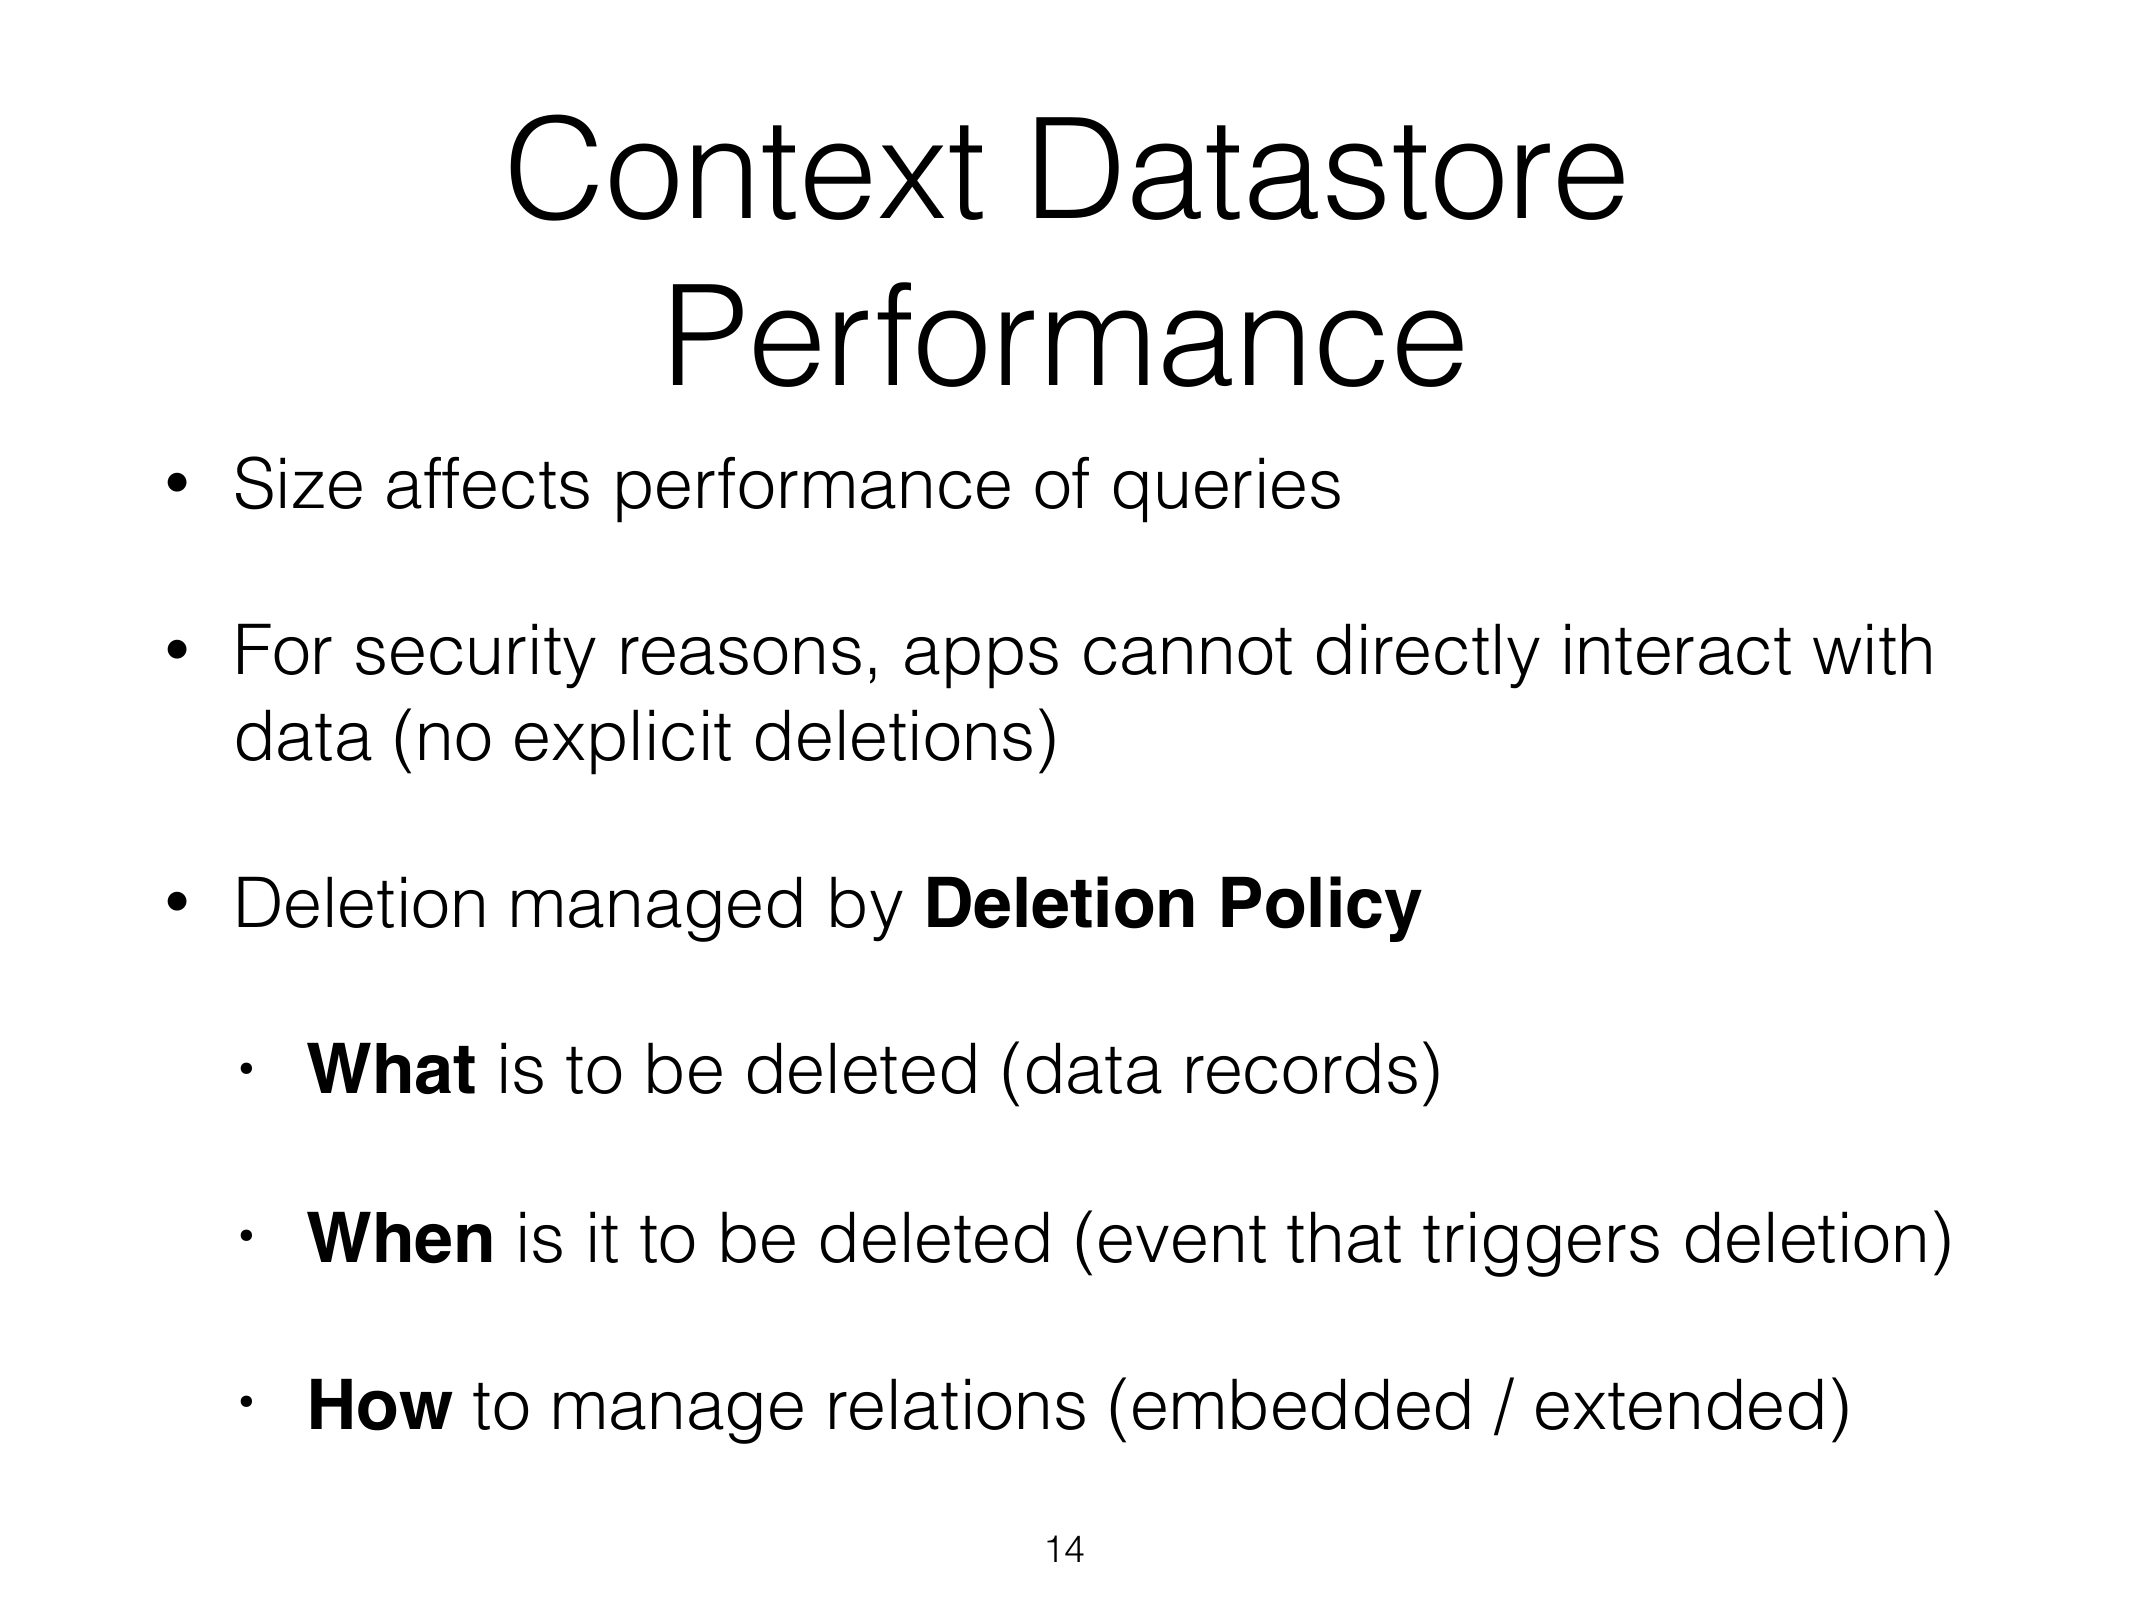 Context Datastore
Performance
• Size affects performance of queries
• For security reasons, apps cannot directly interact with
data (no explicit deletions)
• Deletion managed by Deletion Policy
• What is to be deleted (data records)
• When is it to be deleted (event that triggers deletion)
• How to manage relations (embedded / extended)
14